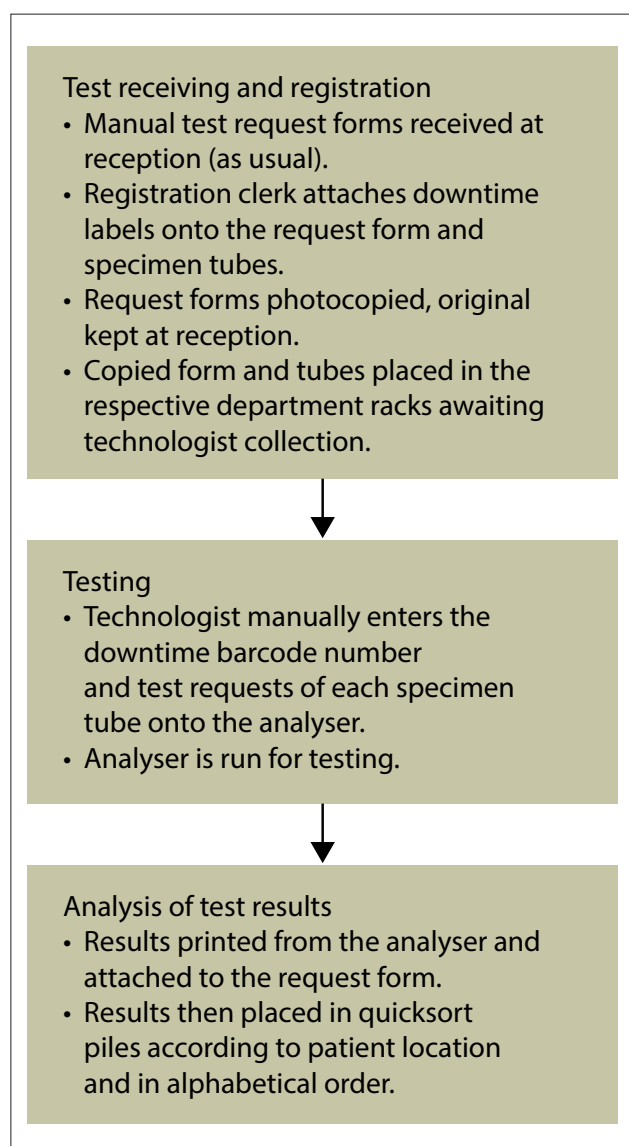 Test receiving and registration
• Manual test request forms received at
reception (as usual).
• Registration clerk attaches downtime
labels onto the request form and
specimen tubes.
• Request forms photocopied, original
kept at reception.
• Copied form and tubes placed in the
respective department racks awaiting
technologist collection.
Testing
• Technologist manually enters the
downtime barcode number
and test requests of each specimen
tube onto the analyser.
• Analyser is run for testing.
Analysis of test results
• Results printed from the analyser and
attached to the request form.
• Results then placed in quicksort
piles according to patient location
and in alphabetical order.